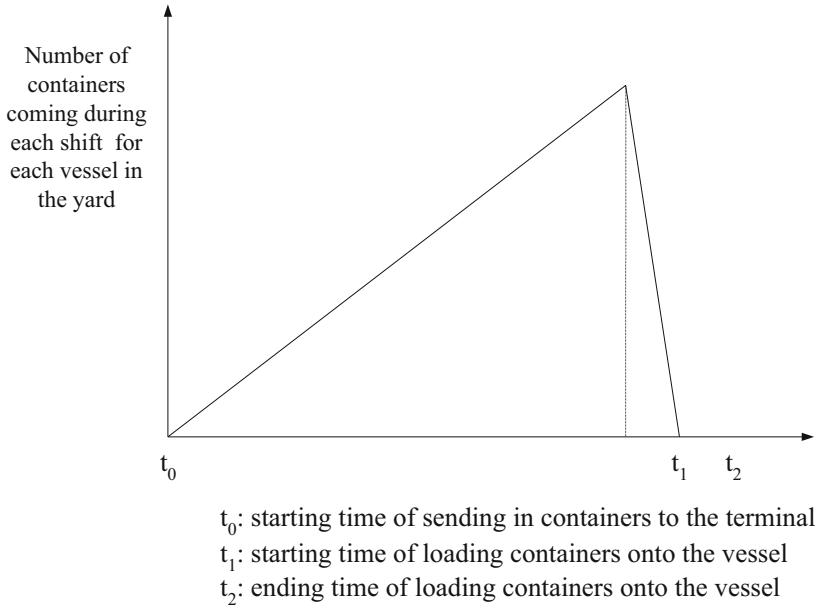 Number of
containers
coming during
each shift for
each vessel in
the yard
t₀
t₁
t₂
t₀: starting time of sending in containers to the terminal
t₁: starting time of loading containers onto the vessel
t₂: ending time of loading containers onto the vessel